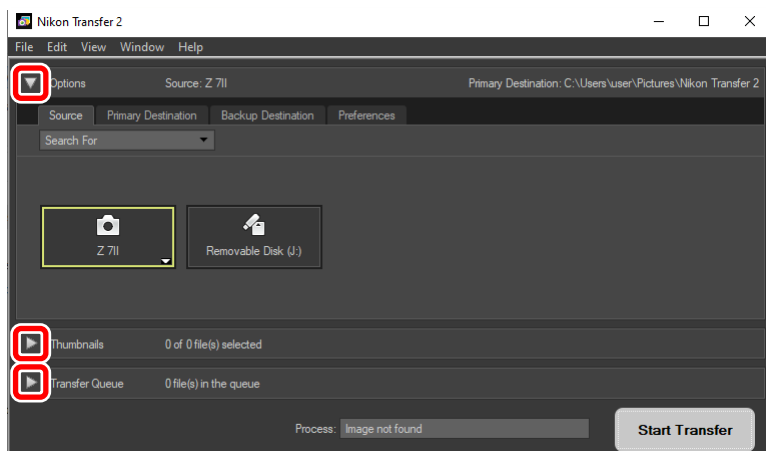 Nikon Transfer 2
File Edit View Window Help
Options Source: Z 7II Primary Destination: C:\Users\user\Pictures\Nikon Transfer 2
Source Primary Destination Backup Destination Preferences
Search For
Z 7II Removable Disk (J:)
Thumbnails 0 of 0 file(s) selected
Transfer Queue 0 file(s) in the queue
Process: Image not found Start Transfer